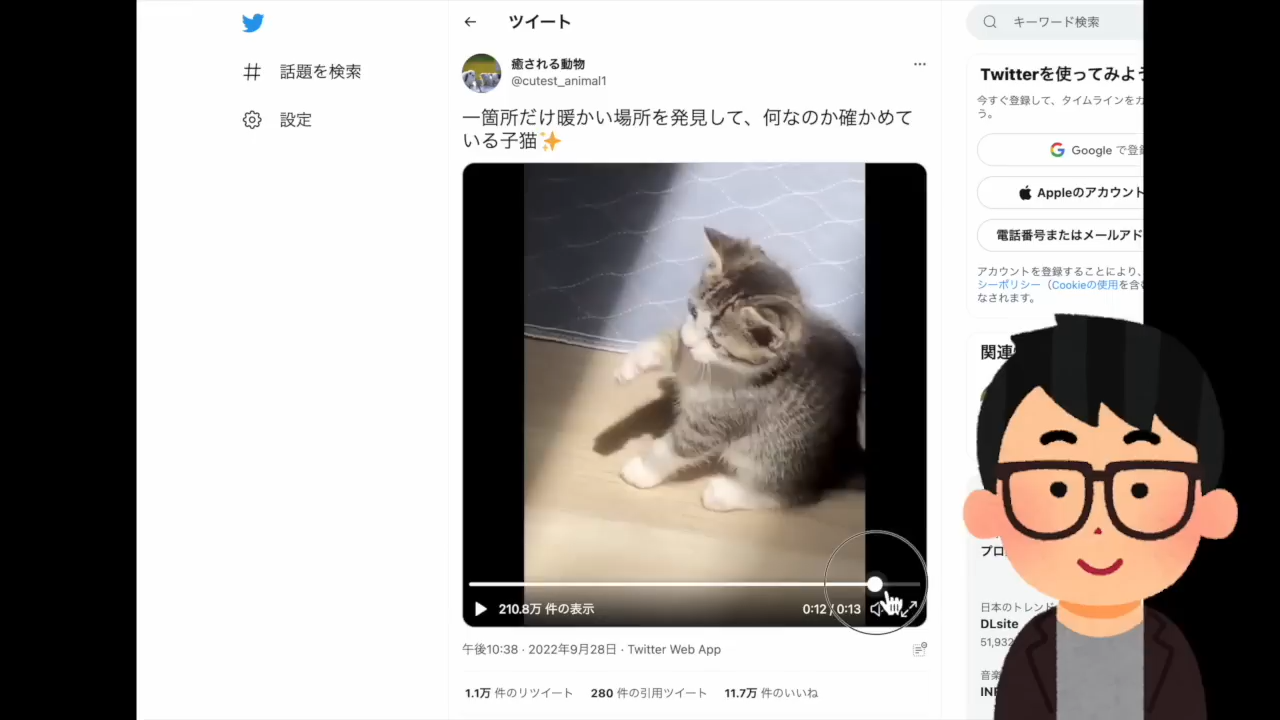 話題を検索
設定
ツイート
癒される動物
@cutest_animal1
一箇所だけ暖かい場所を発見して、何なのか確かめて
いる子猫✨
210.8万 件の表示
0:12 / 0:13
午後10:38 · 2022年9月28日 · Twitter Web App
1.1万 件のリツイート 280 件の引用ツイート 11.7万 件のいいね
キーワード検索
Twitterを使ってみよう
今すぐ登録して、タイムラインをカ
う。
Google で登録
Appleのアカウント
電話番号またはメールアド
アカウントを登録することにより、
シーポリシー（Cookieの使用を含む
なされます。
関連
プロ
日本のトレンド
DLsite
51,932
音楽